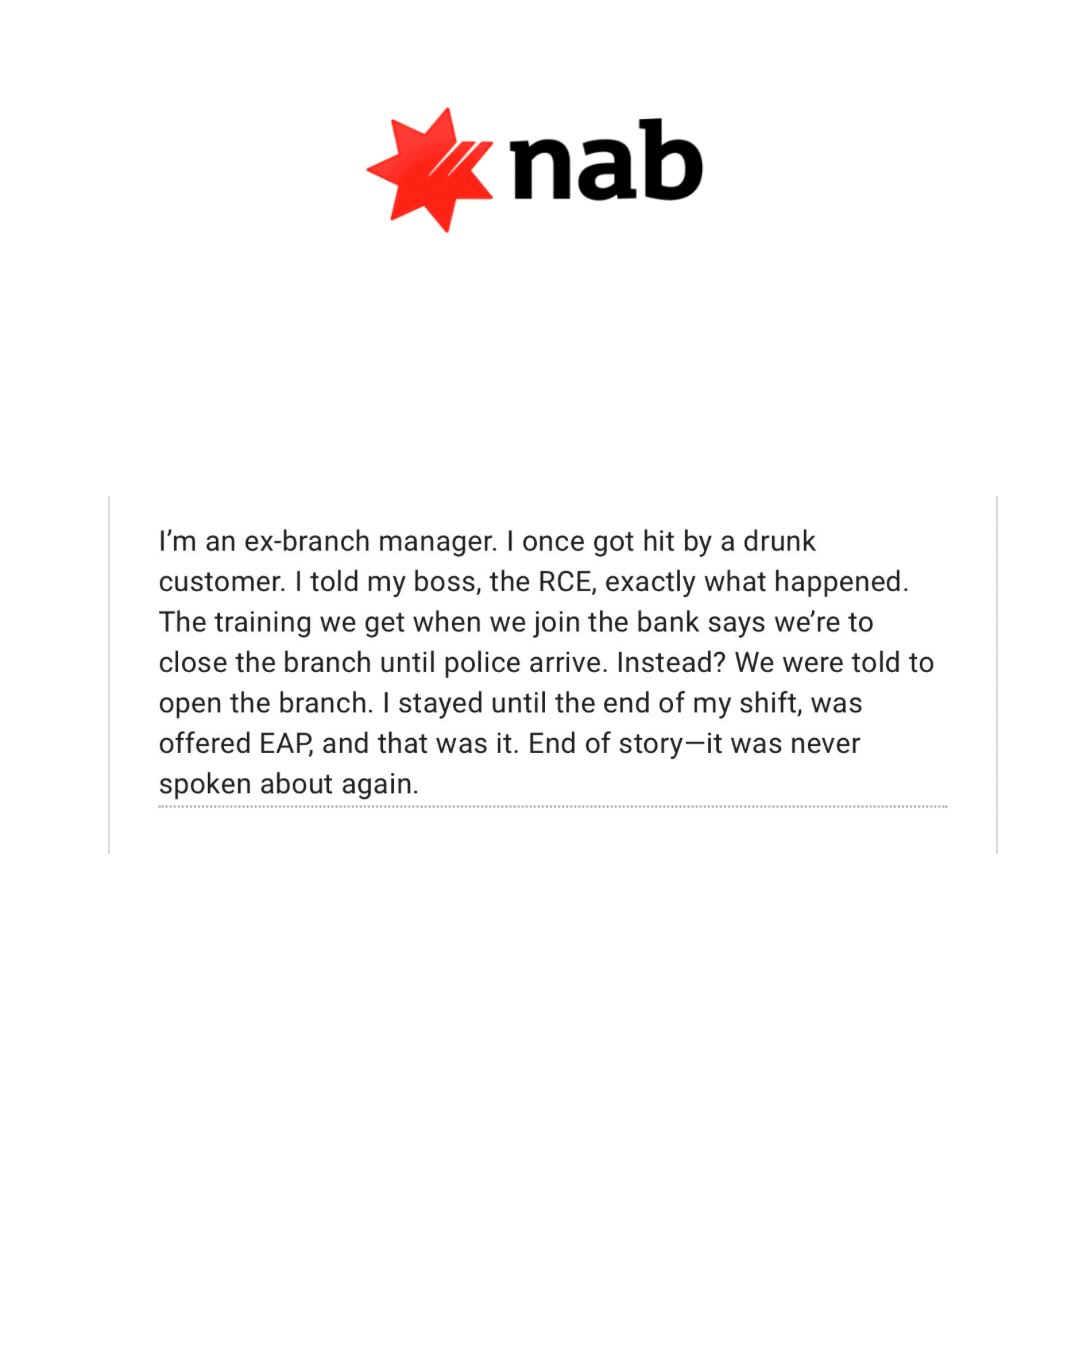 nab
I’m an ex-branch manager. I once got hit by a drunk
customer. I told my boss, the RCE, exactly what happened.
The training we get when we join the bank says we’re to
close the branch until police arrive. Instead? We were told to
open the branch. I stayed until the end of my shift, was
offered EAP, and that was it. End of story—it was never
spoken about again.